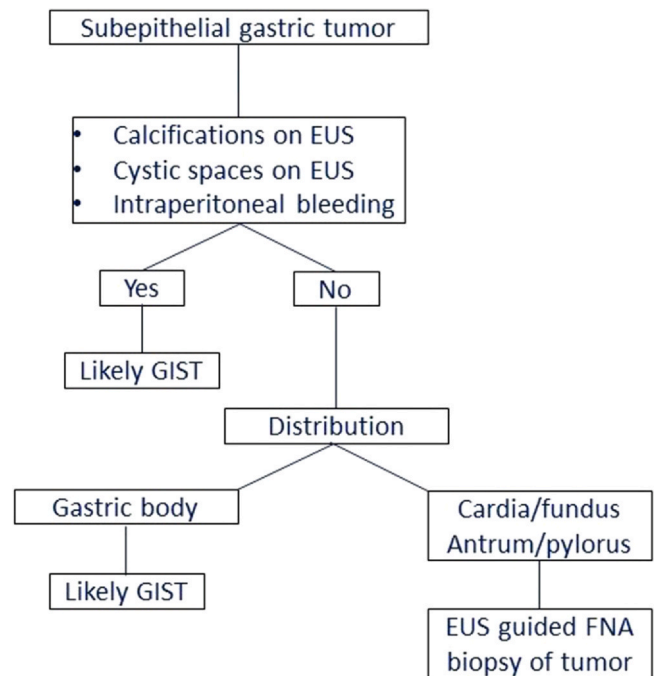 Subepithelial gastric tumor
• Calcifications on EUS
• Cystic spaces on EUS
• Intraperitoneal bleeding
Yes
No
Likely GIST
Distribution
Gastric body
Cardia/fundus
Antrum/pylorus
Likely GIST
EUS guided FNA
biopsy of tumor